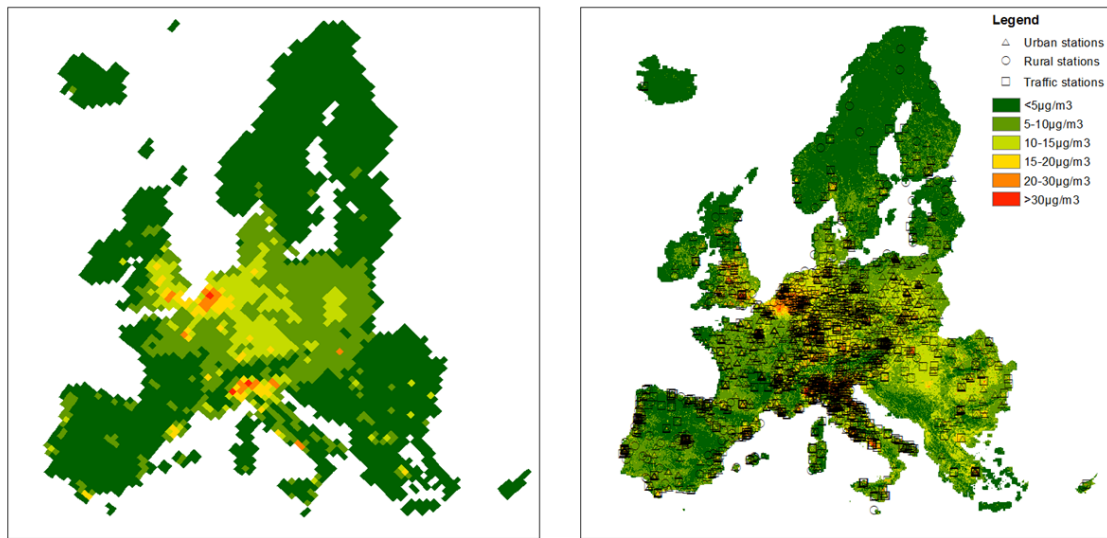 Legend
Urban stations
Rural stations
Traffic stations
<5µg/m3
5-10µg/m3
10-15µg/m3
15-20µg/m3
20-30µg/m3
>30µg/m3